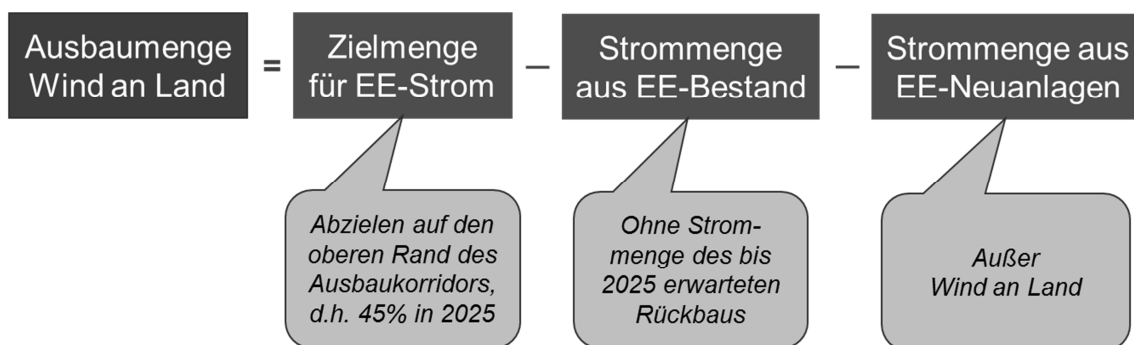 Ausbaumenge
Wind an Land
=
Zielmenge
für EE-Strom
–
Strommenge
aus EE-Bestand
–
Strommenge aus
EE-Neuanlagen
Abzielen auf den
oberen Rand des
Ausbaukorridors,
d.h. 45% in 2025
Ohne Strom-
menge des bis
2025 erwarteten
Rückbaus
Außer
Wind an Land